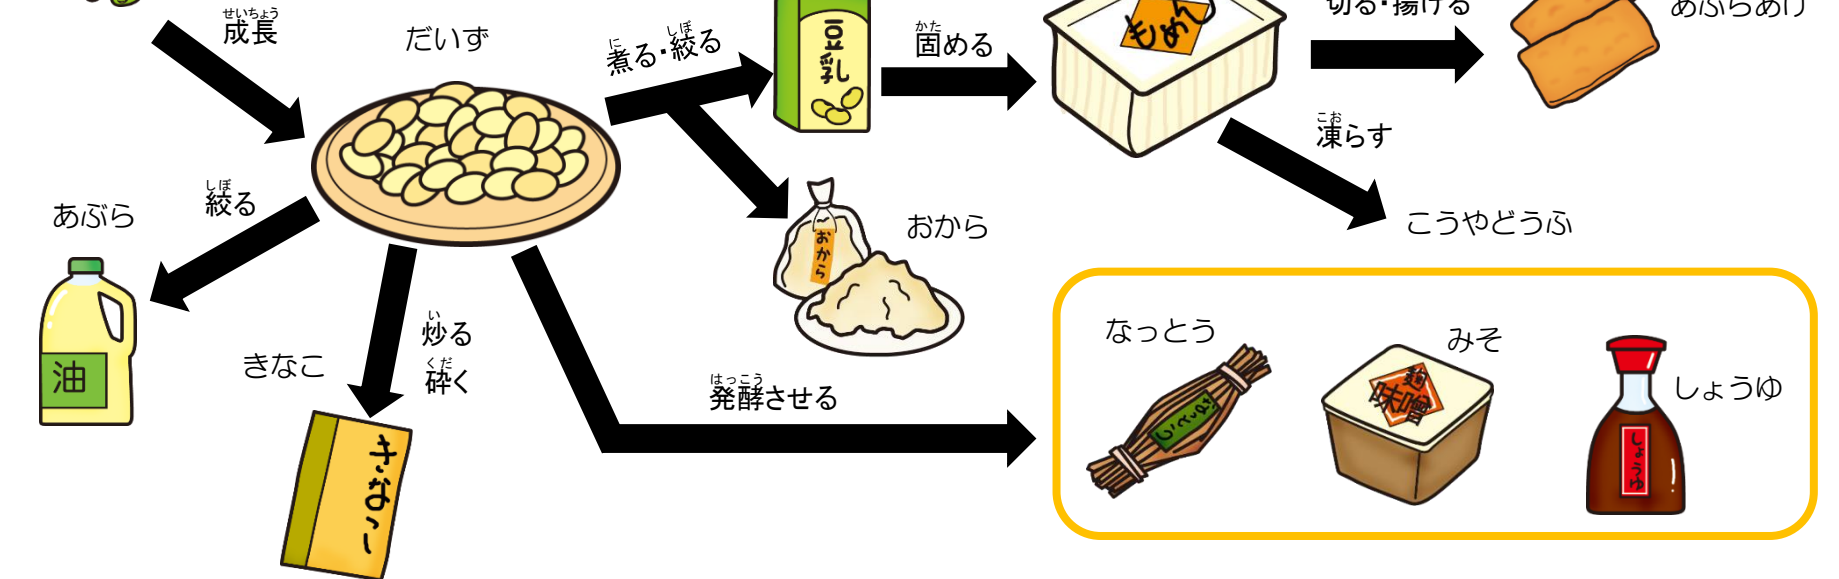 せいちょう
成長
だいず
に しぼ
煮る・絞る
豆乳
かた
固める
もめん
切る・揚げる
あぶらあげ
こお
凍らす
こうやどうふ
しぼ
絞る
あぶら
油
おから
おから
い
炒る
くだ
砕く
きなこ
きなこ
はっこう
発酵させる
なっとう
なっとう
みそ
麹
味噌
しょうゆ
しょうゆ